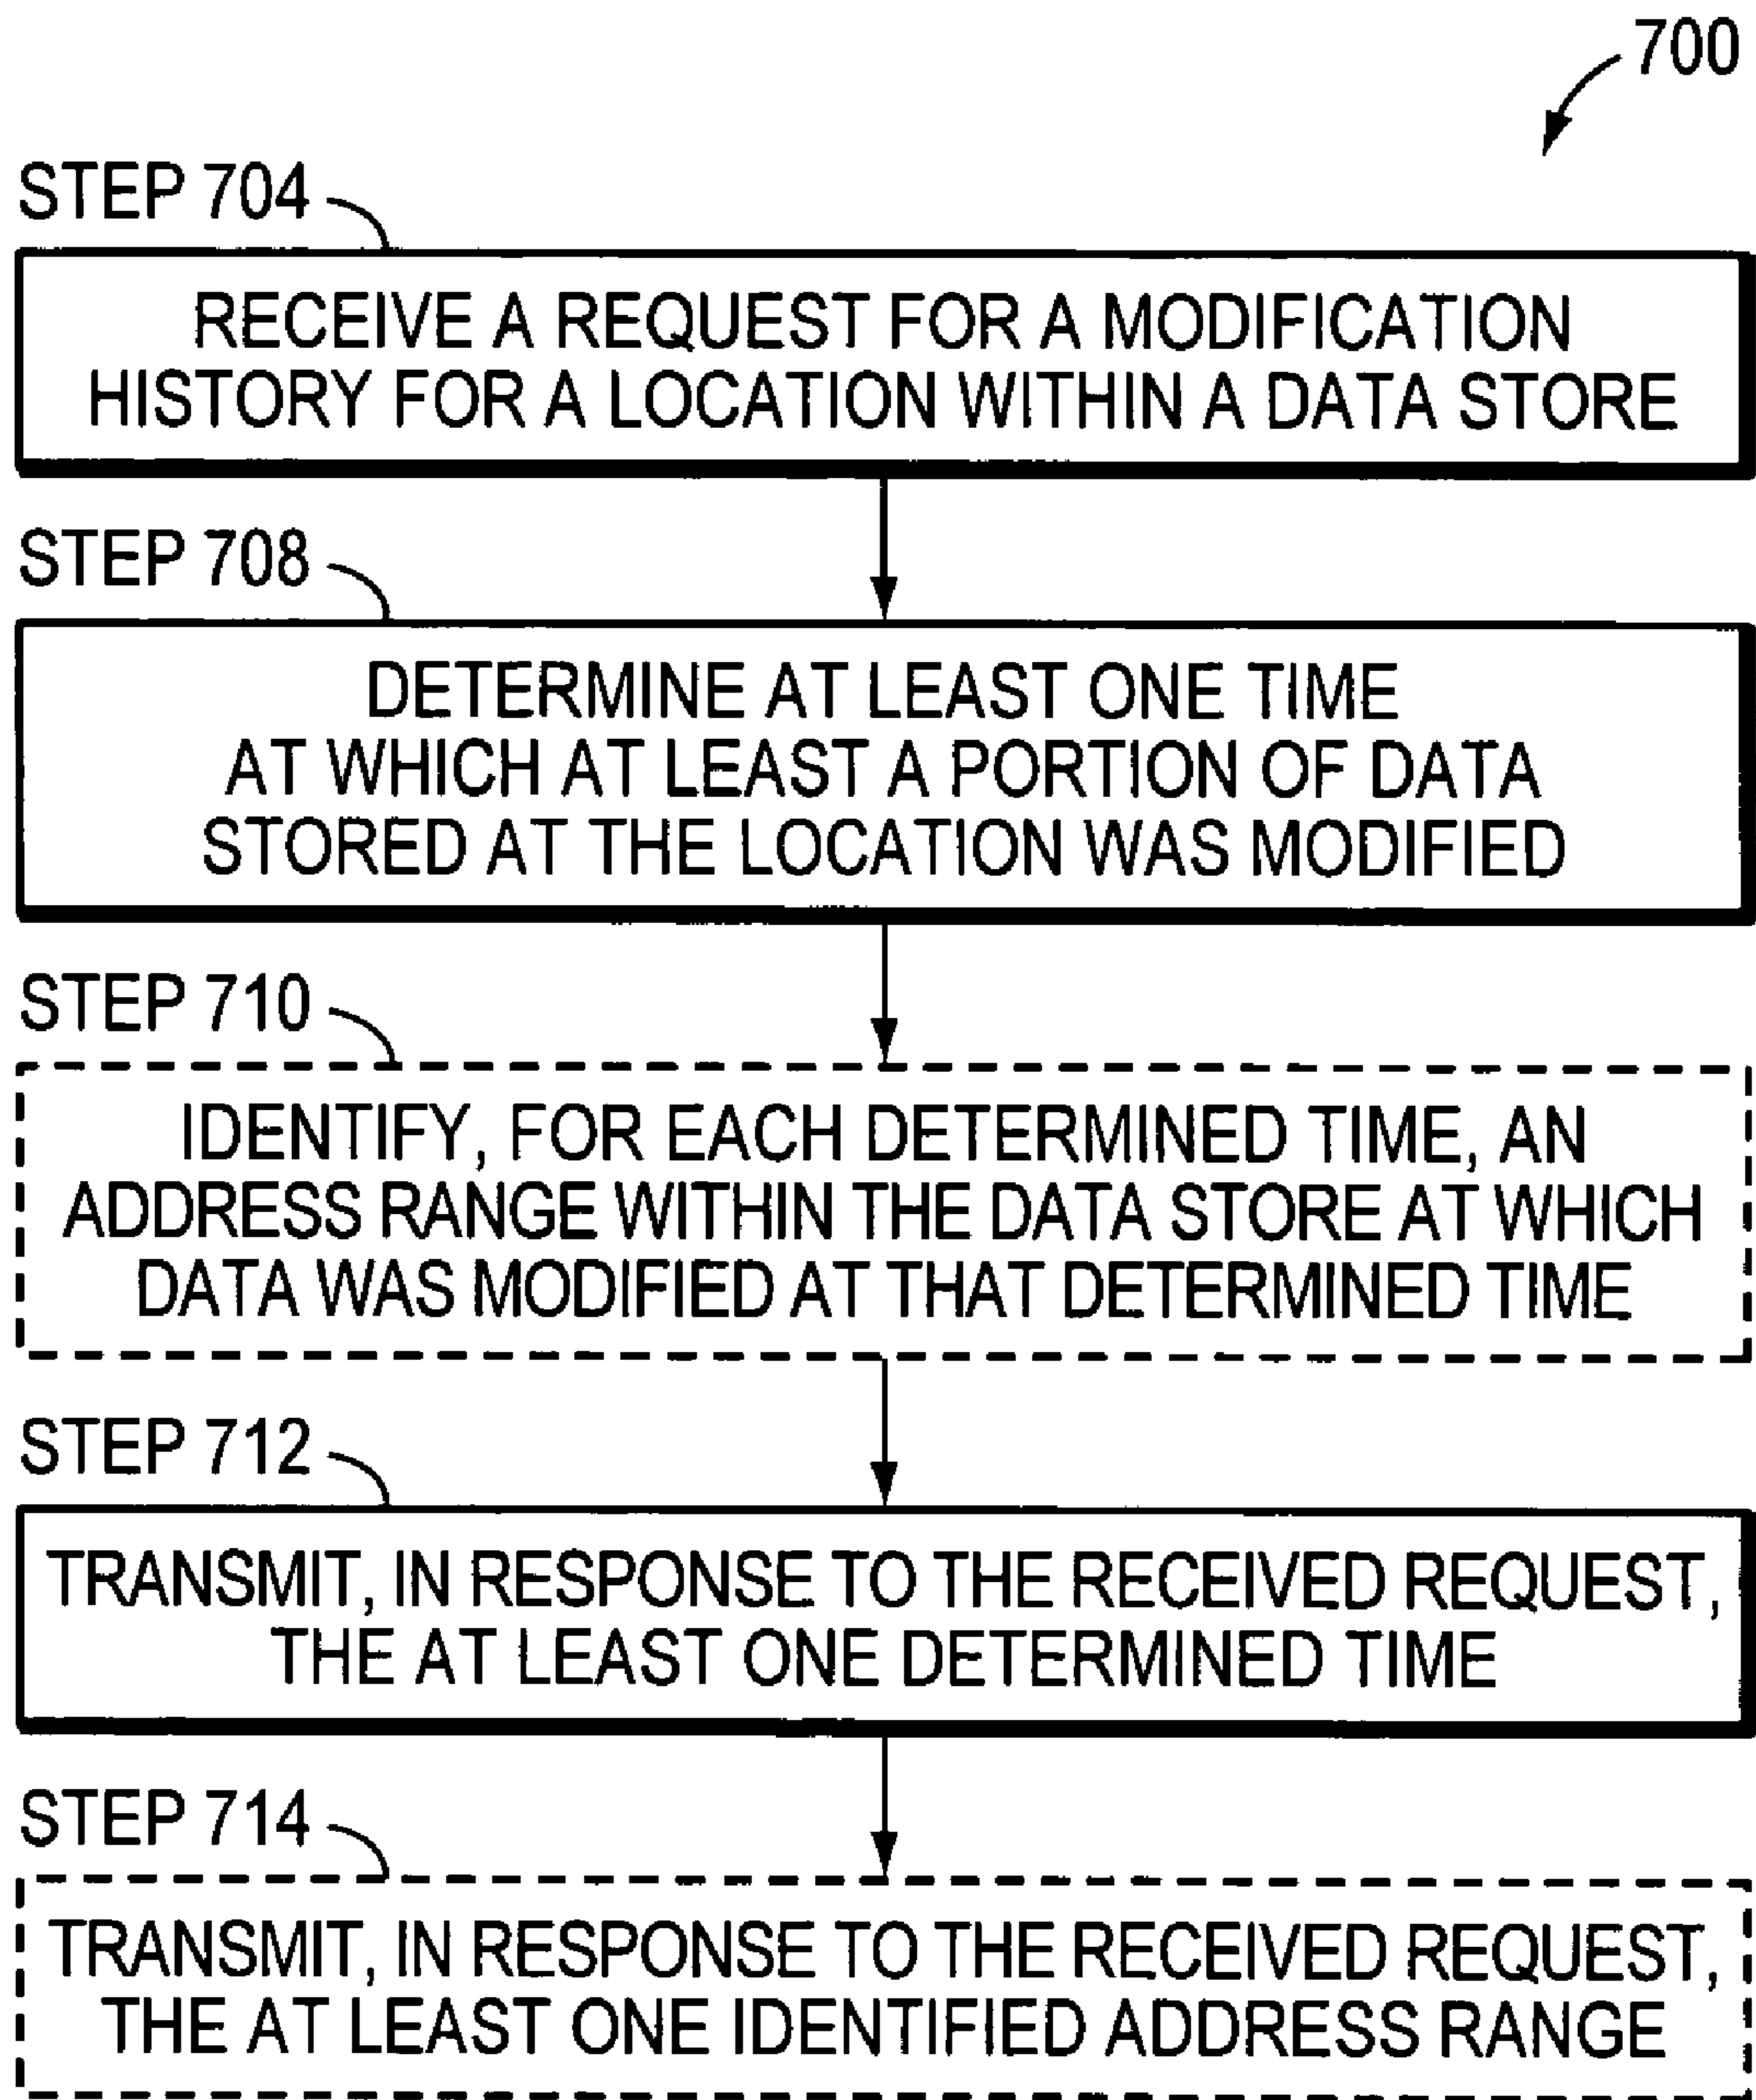 700
STEP 704
RECEIVE A REQUEST FOR A MODIFICATION
HISTORY FOR A LOCATION WITHIN A DATA STORE
STEP 708
DETERMINE AT LEAST ONE TIME
AT WHICH AT LEAST A PORTION OF DATA
STORED AT THE LOCATION WAS MODIFIED
STEP 710
IDENTIFY, FOR EACH DETERMINED TIME, AN
ADDRESS RANGE WITHIN THE DATA STORE AT WHICH
DATA WAS MODIFIED AT THAT DETERMINED TIME
STEP 712
TRANSMIT, IN RESPONSE TO THE RECEIVED REQUEST,
THE AT LEAST ONE DETERMINED TIME
STEP 714
TRANSMIT, IN RESPONSE TO THE RECEIVED REQUEST,
THE AT LEAST ONE IDENTIFIED ADDRESS RANGE